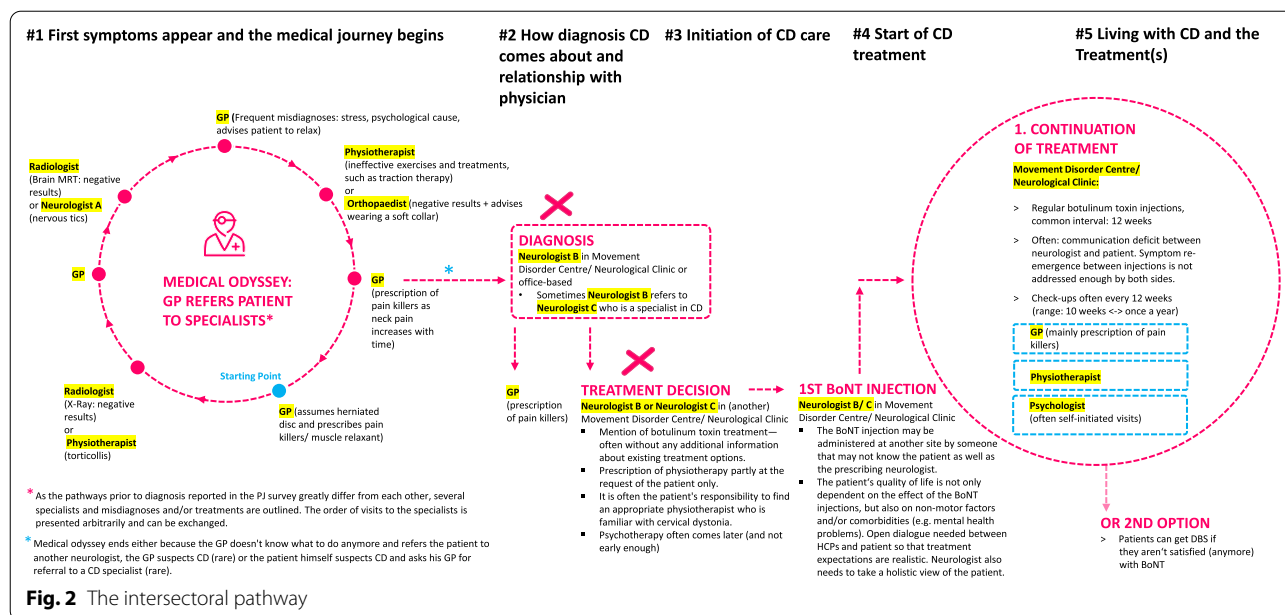 #1 First symptoms appear and the medical journey begins
#2 How diagnosis CD
comes about and
relationship with
physician
#3 Initiation of CD care
#4 Start of CD
treatment
#5 Living with CD and the
Treatment(s)
GP (Frequent misdiagnoses: stress, psychological cause,
advises patient to relax)
Physiotherapist
(ineffective exercises and treatments,
such as traction therapy)
or
Orthopaedist (negative results + advises
wearing a soft collar)
Radiologist
(Brain MRT: negative
results)
or Neurologist A
(nervous tics)
GP
MEDICAL ODYSSEY:
GP REFERS PATIENT
TO SPECIALISTS*
GP
(prescription of
pain killers as
neck pain
increases with
time)
Starting Point
GP (assumes herniated
disc and prescribes pain
killers/ muscle relaxant)
Radiologist
(X-Ray: negative
results)
or
Physiotherapist
(torticollis)
*
DIAGNOSIS
Neurologist B in Movement
Disorder Centre/ Neurological Clinic or
office-based
• Sometimes Neurologist B refers to
Neurologist C who is a specialist in CD
GP
(prescription
of pain killers)
TREATMENT DECISION
Neurologist B or Neurologist C in (another)
Movement Disorder Centre/ Neurological Clinic
▪ Mention of botulinum toxin treatment—
often without any additional information
about existing treatment options.
▪ Prescription of physiotherapy partly at the
request of the patient only.
▪ It is often the patient's responsibility to find
an appropriate physiotherapist who is
familiar with cervical dystonia.
▪ Psychotherapy often comes later (and not
early enough)
1ST BoNT INJECTION
Neurologist B/ C in Movement
Disorder Centre/ Neurological Clinic
▪ The BoNT injection may be
administered at another site by someone
that may not know the patient as well as
the prescribing neurologist.
▪ The patient's quality of life is not only
dependent on the effect of the BoNT
injections, but also on non-motor factors
and/or comorbidities (e.g. mental health
problems). Open dialogue needed between
HCPs and patient so that treatment
expectations are realistic. Neurologist also
needs to take a holistic view of the patient.
1. CONTINUATION
OF TREATMENT
Movement Disorder Centre/
Neurological Clinic:
> Regular botulinum toxin injections,
common interval: 12 weeks
> Often: communication deficit between
neurologist and patient. Symptom re-
emergence between injections is not
addressed enough by both sides.
> Check-ups often every 12 weeks
(range: 10 weeks <-> once a year)
GP (mainly prescription of pain
killers)
Physiotherapist
Psychologist
(often self-initiated visits)
OR 2ND OPTION
> Patients can get DBS if
they aren't satisfied (anymore)
with BoNT
* As the pathways prior to diagnosis reported in the PJ survey greatly differ from each other, several
specialists and misdiagnoses and/or treatments are outlined. The order of visits to the specialists is
presented arbitrarily and can be exchanged.
* Medical odyssey ends either because the GP doesn't know what to do anymore and refers the patient to
another neurologist, the GP suspects CD (rare) or the patient himself suspects CD and asks his GP for
referral to a CD specialist (rare).
Fig. 2 The intersectoral pathway